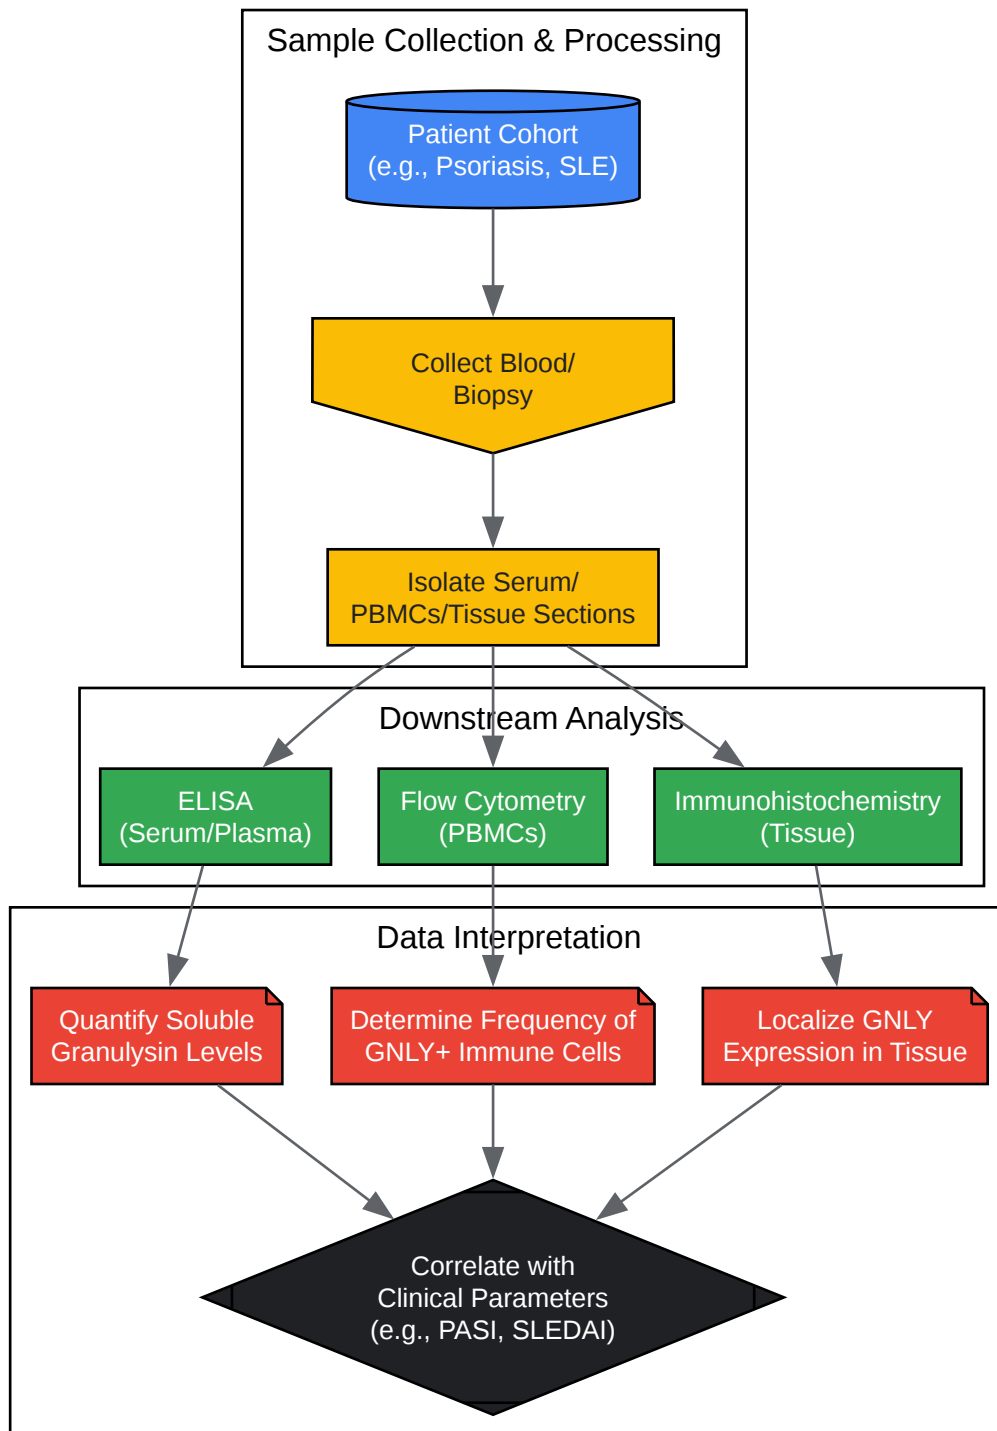 Sample Collection & Processing
Patient Cohort
(e.g., Psoriasis, SLE)
Collect Blood/
Biopsy
Isolate Serum/
PBMCs/Tissue Sections
Downstream Analysis
ELISA
(Serum/Plasma)
Flow Cytometry
(PBMCs)
Immunohistochemistry
(Tissue)
Data Interpretation
Quantify Soluble
Granulysin Levels
Determine Frequency of
GNLY+ Immune Cells
Localize GNLY
Expression in Tissue
Correlate with
Clinical Parameters
(e.g., PASI, SLEDAI)